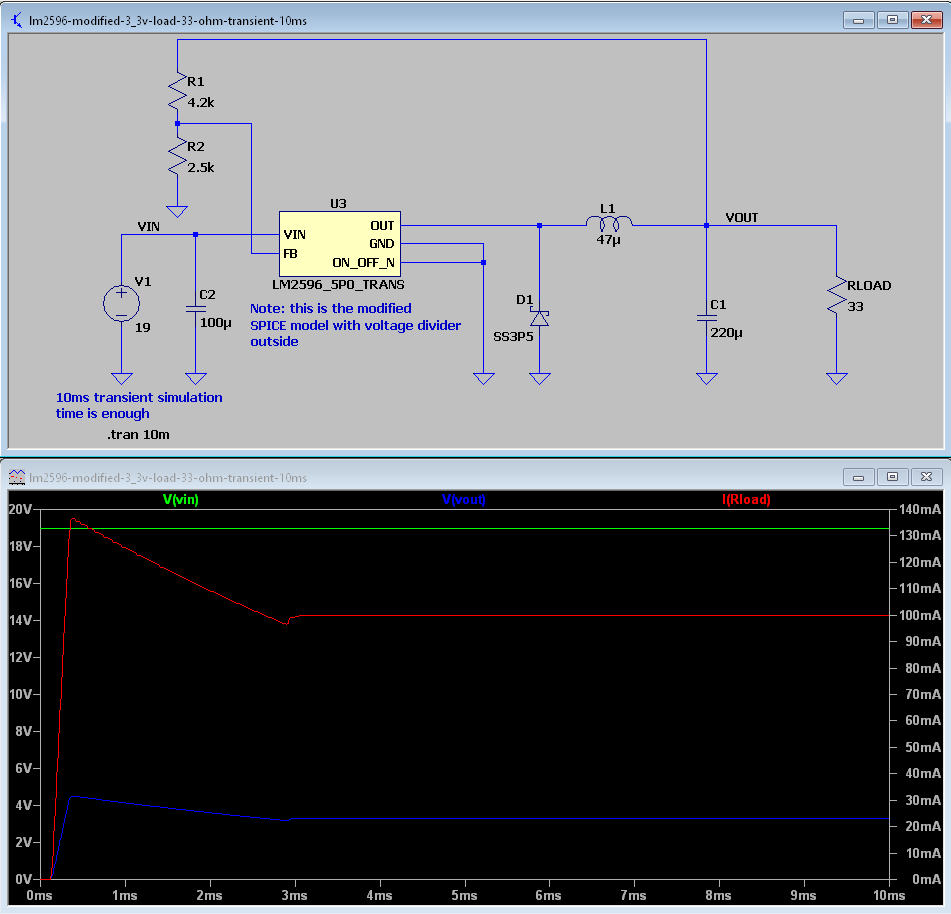 lm2596-modified-3_3v-load-33-ohm-transient-10ms
R1
4.2k
R2
2.5k
U3
VIN
OUT
VIN
GND
FB
ON_OFF_N
LM2596_5P0_TRANS
L1
47µ
VOUT
V1
19
C2
100µ
Note: this is the modified
SPICE model with voltage divider
outside
D1
SS3P5
C1
220µ
RLOAD
33
10ms transient simulation
time is enough
.tran 10m
lm2596-modified-3_3v-load-33-ohm-transient-10ms
V(vin) V(vout) I(Rload)
20V 140mA
18V 130mA
16V 120mA
14V 110mA
12V 100mA
10V 90mA
8V 80mA
6V 70mA
4V 60mA
2V 50mA
0V 40mA
30mA
20mA
10mA
0mA
0ms 1ms 2ms 3ms 4ms 5ms 6ms 7ms 8ms 9ms 10ms